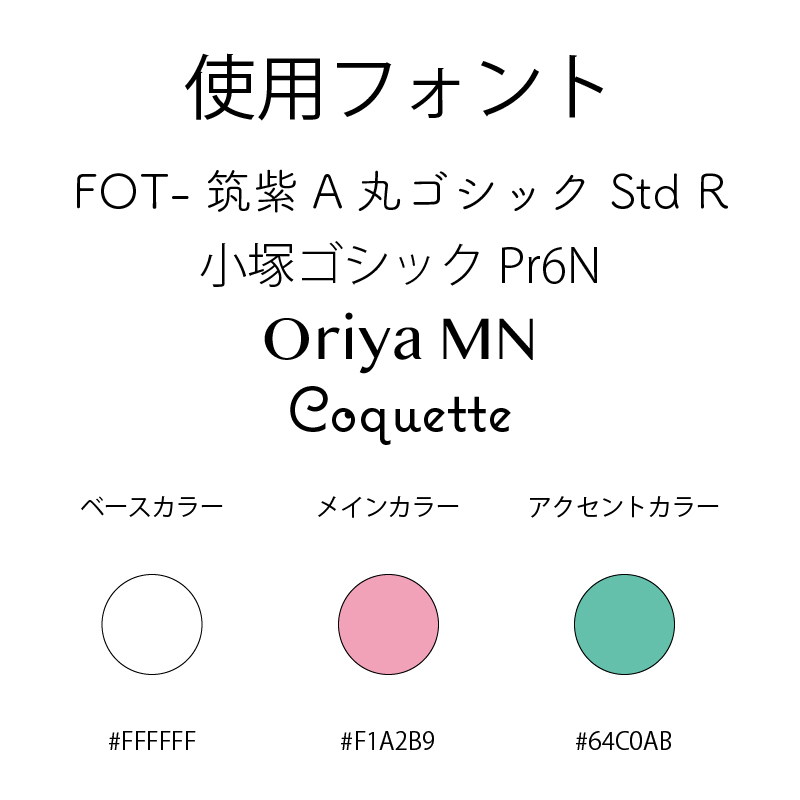 使用フォント
FOT- 筑紫 A 丸ゴシック Std R
小塚ゴシック Pr6N
Oriya MN
Coquette
ベースカラー
メインカラー
アクセントカラー
#FFFFFF
#F1A2B9
#64C0AB